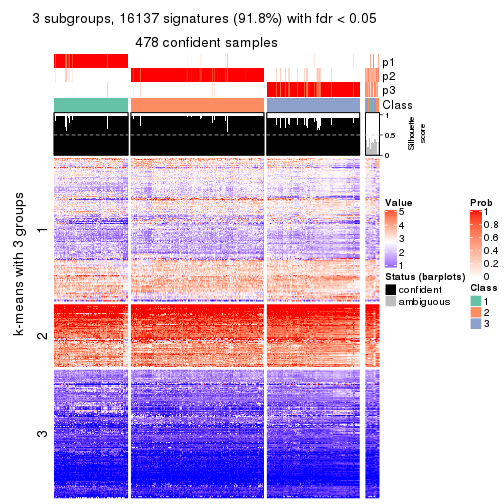 3 subgroups, 16137 signatures (91.8%) with fdr < 0.05
478 confident samples
p1
p2
p3
Class
1
0.5
0
Silhouette
score
k-means with 3 groups
1
2
3
Value
5
4
3
2
1
Status (barplots)
confident
ambiguous
Prob
1
0.8
0.6
0.4
0.2
0
Class
1
2
3